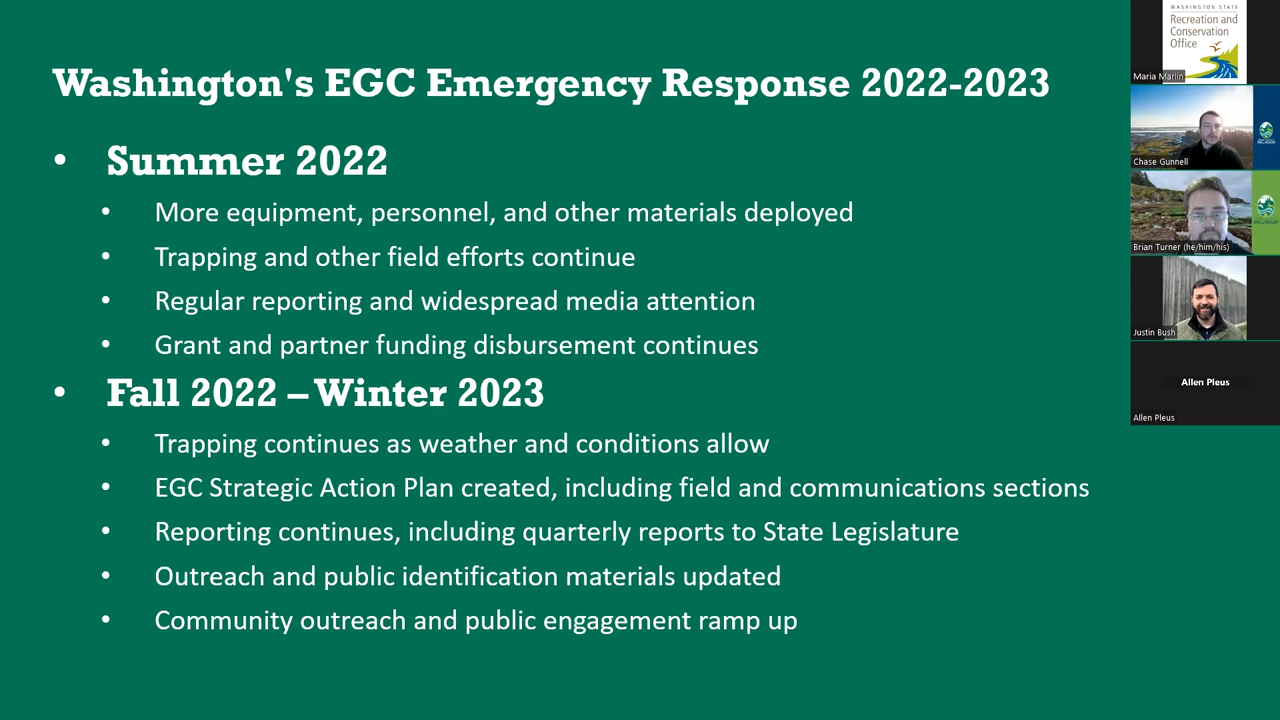 Washington's EGC Emergency Response 2022-2023
• Summer 2022
• More equipment, personnel, and other materials deployed
• Trapping and other field efforts continue
• Regular reporting and widespread media attention
• Grant and partner funding disbursement continues
• Fall 2022 – Winter 2023
• Trapping continues as weather and conditions allow
• EGC Strategic Action Plan created, including field and communications sections
• Reporting continues, including quarterly reports to State Legislature
• Outreach and public identification materials updated
• Community outreach and public engagement ramp up
WASHINGTON STATE
Recreation and
Conservation
Office
Maria Marlin
Chase Gunnell
Brian Turner (he/him/his)
Justin Bush
Allen Pleus
Allen Pleus